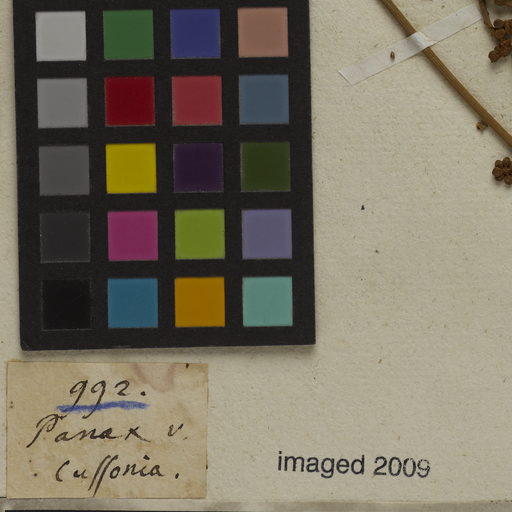 992.
Panax v.
Cussonia.
imaged 2009